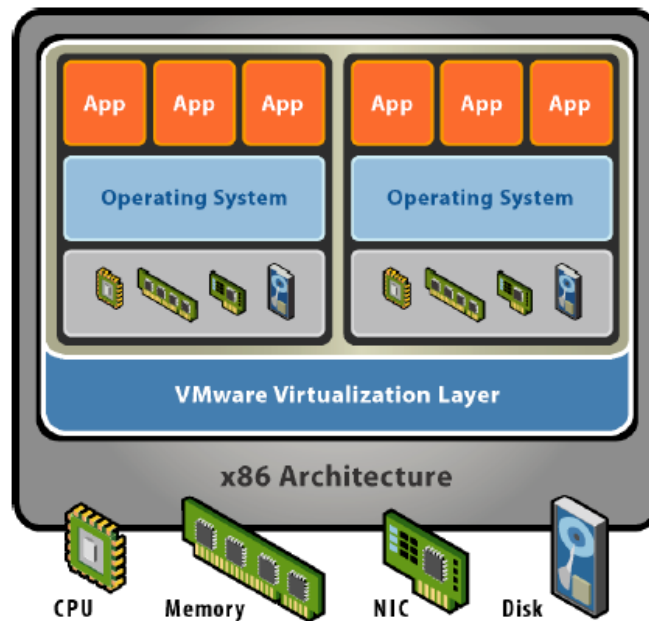 App App App App App App
Operating System Operating System
VMware Virtualization Layer
x86 Architecture
CPU Memory NIC Disk